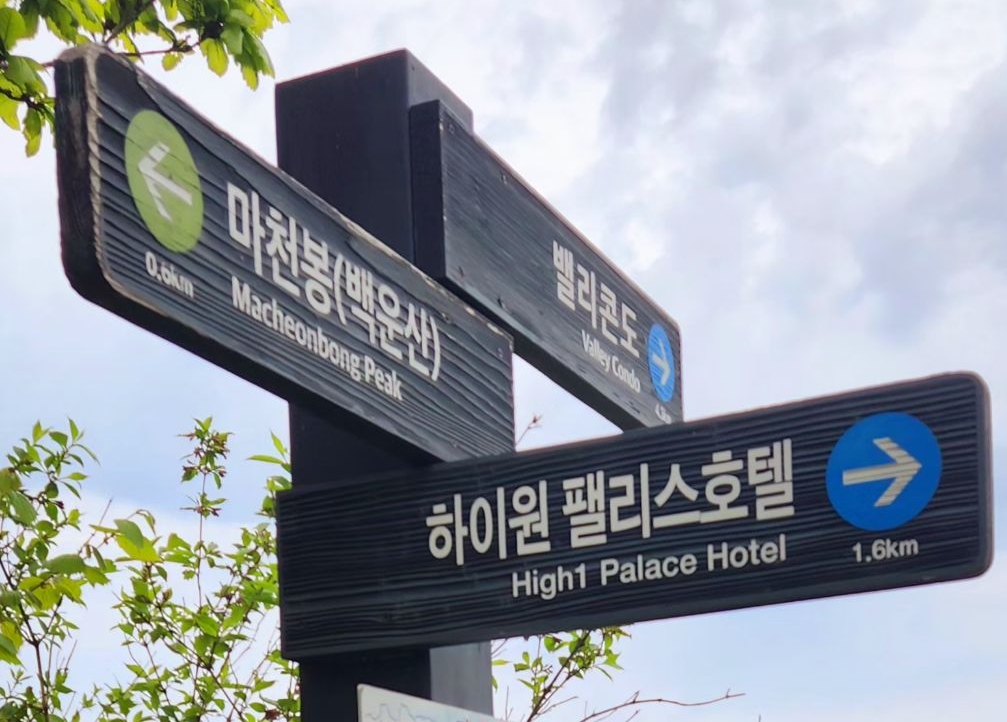 마천봉(백운산)
Macheonbong Peak
0.6km
밸리콘도
Valley Condo
하이원 팰리스호텔
High1 Palace Hotel
1.6km